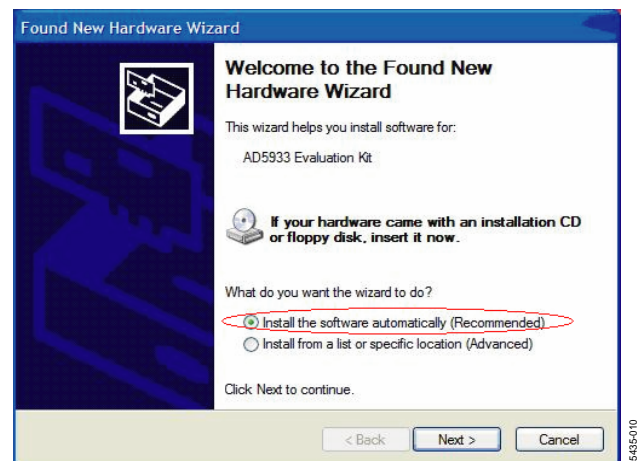 Found New Hardware Wizard
Welcome to the Found New
Hardware Wizard
This wizard helps you install software for:
AD5933 Evaluation Kit
If your hardware came with an installation CD
or floppy disk, insert it now.
What do you want the wizard to do?
Install the software automatically (Recommended)
Install from a list or specific location (Advanced)
Click Next to continue.
< Back
Next >
Cancel
5435-010